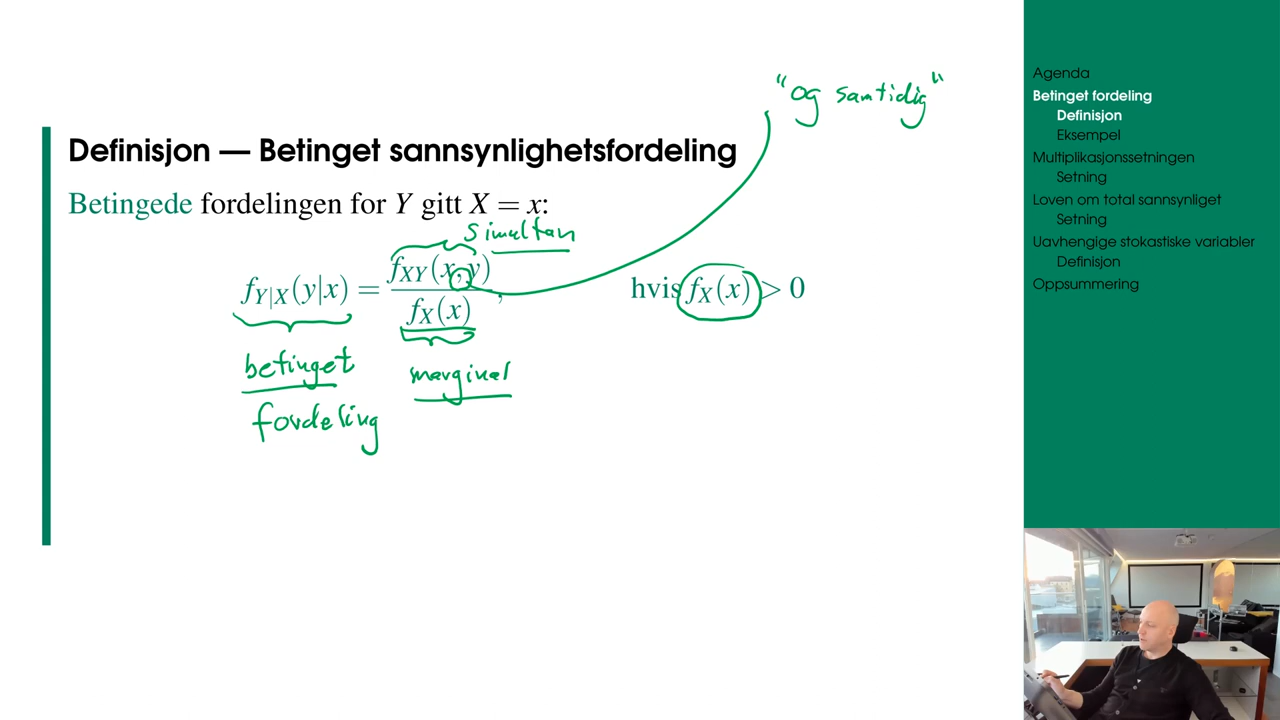 "og samtidig"
Definisjon — Betinget sannsynlighetsfordeling
Betingede fordelingen for Y gitt X = x:
simultan
f_{Y|X}(y|x) = f_{XY}(x,y) / f_X(x), hvis f_X(x) > 0
betinget marginal
fordeling
Agenda
Betinget fordeling
Definisjon
Eksempel
Multiplikasjonssetningen
Setning
Loven om total sannsynliget
Setning
Uavhengige stokastiske variabler
Definisjon
Oppsummering